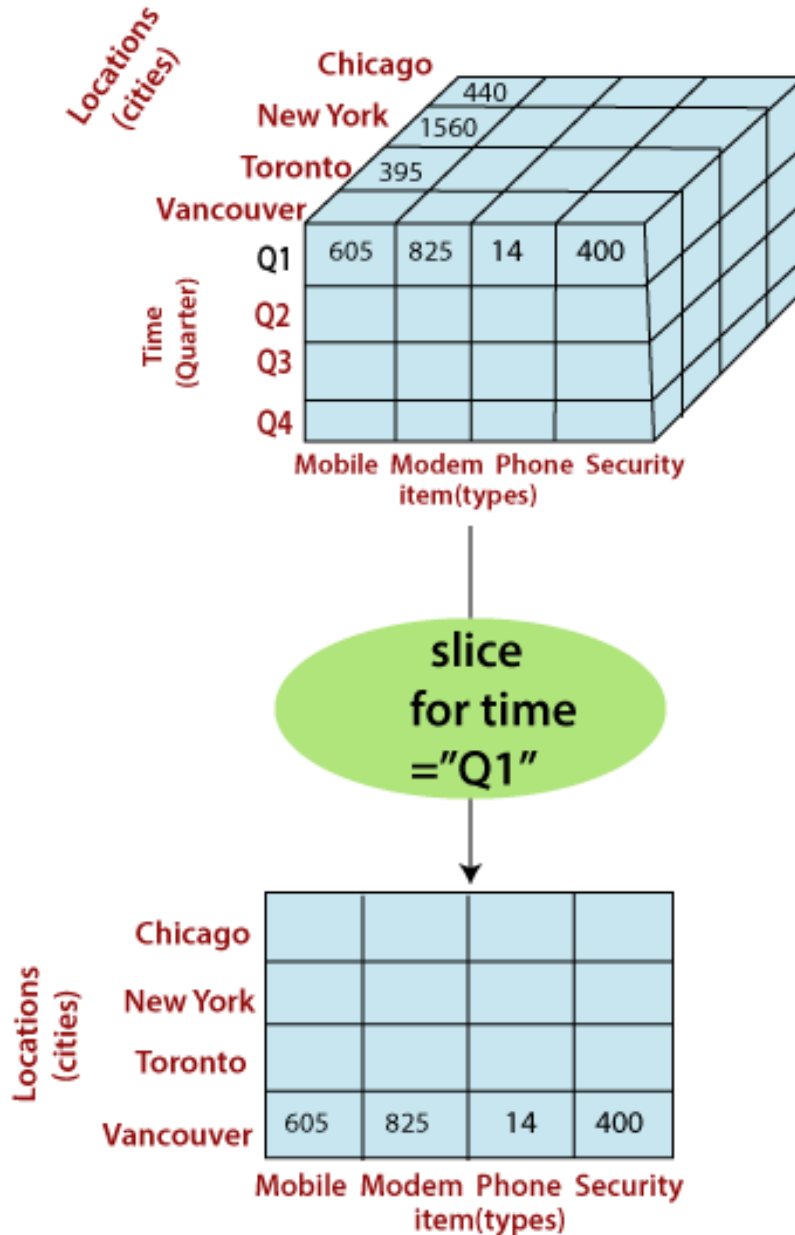 Locations
(cities)
Chicago
440
New York
1560
Toronto
395
Vancouver
Q1 605 825 14 400
Time
(Quarter)
Q2
Q3
Q4
Mobile Modem Phone Security
item(types)
slice
for time
="Q1”
Locations
(cities)
Chicago
New York
Toronto
Vancouver 605 825 14 400
Mobile Modem Phone Security
item(types)